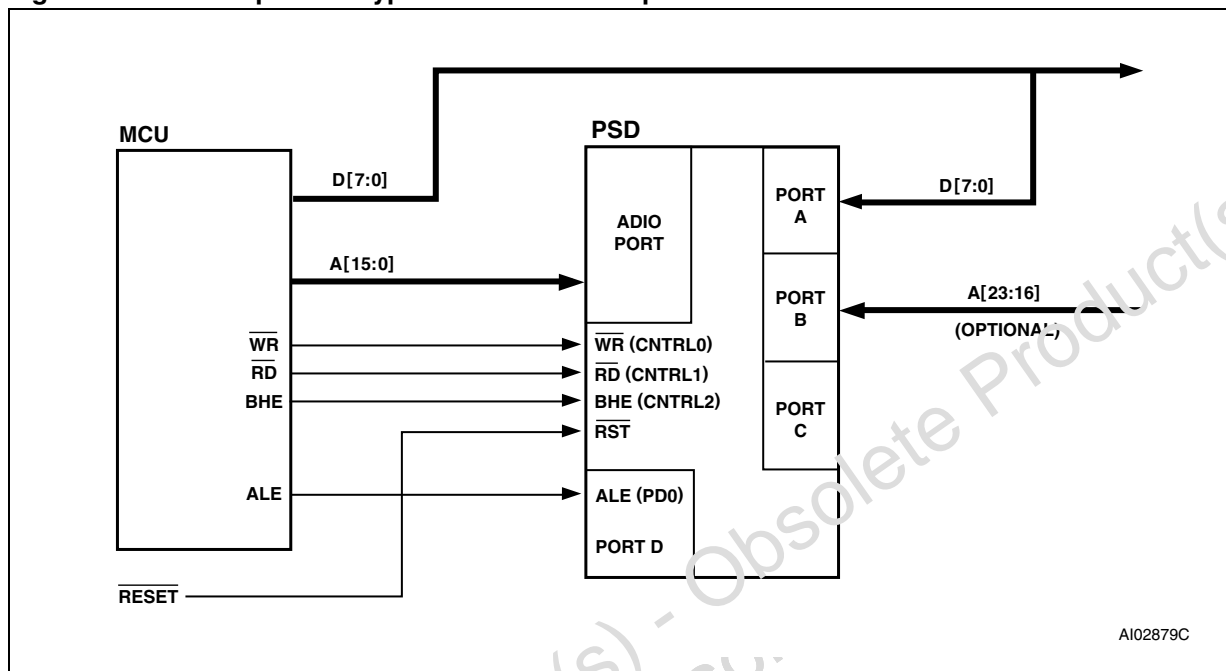 MCU
PSD
D[7:0]
D[7:0]
ADIO
PORT
PORT
A
A[15:0]
A[23:16]
(OPTIONAL)
PORT
B
WR
WR (CNTRL0)
RD
RD (CNTRL1)
BHE
BHE (CNTRL2)
PORT
C
RST
ALE
ALE (PD0)
PORT D
RESET
AI02879C
Obsolete Product(s)